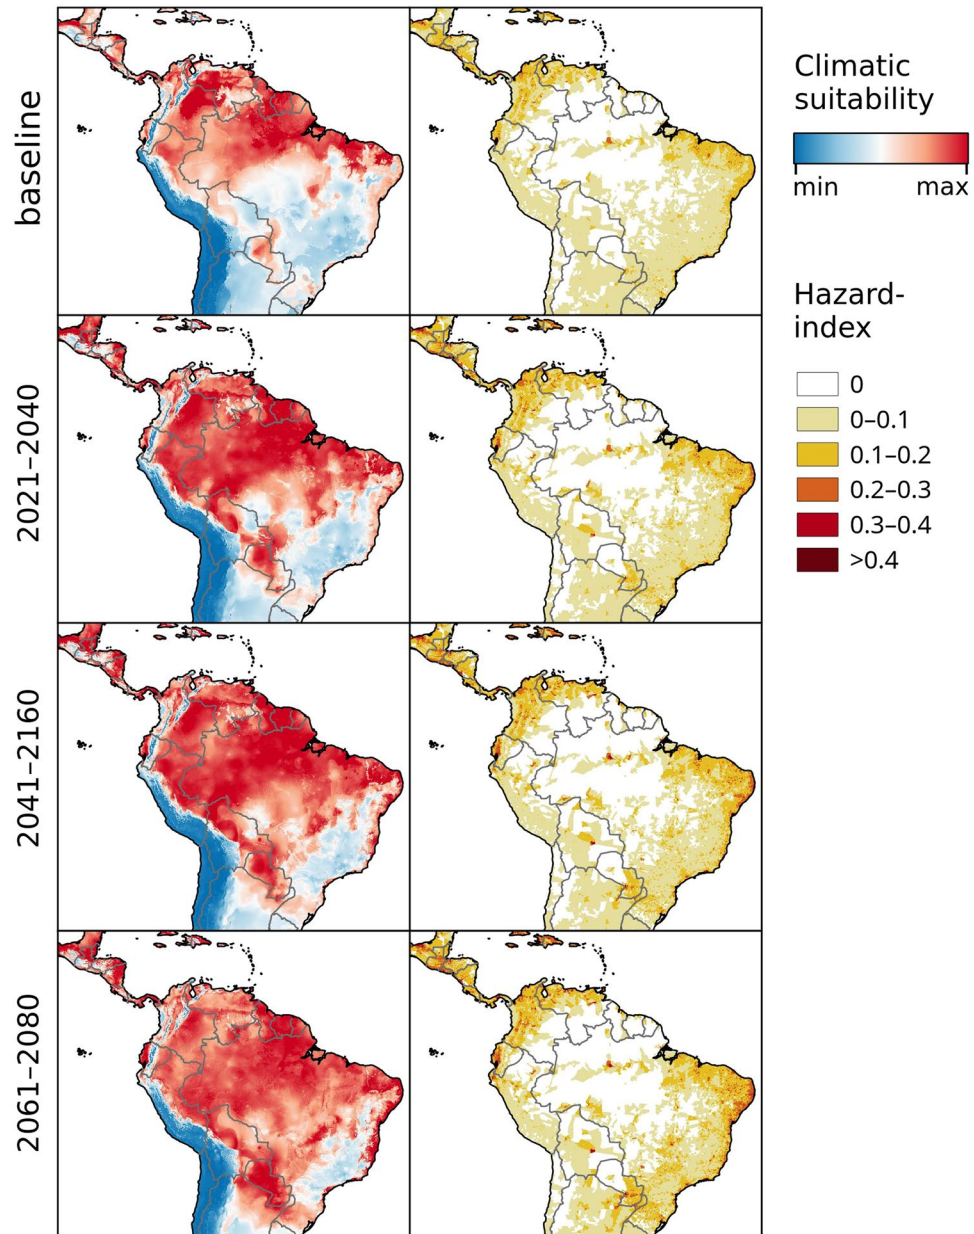 baseline
2021–2040
2041–2160
2061–2080
Climatic
suitability
min max
Hazard-
index
0
0–0.1
0.1–0.2
0.2–0.3
0.3–0.4
>0.4